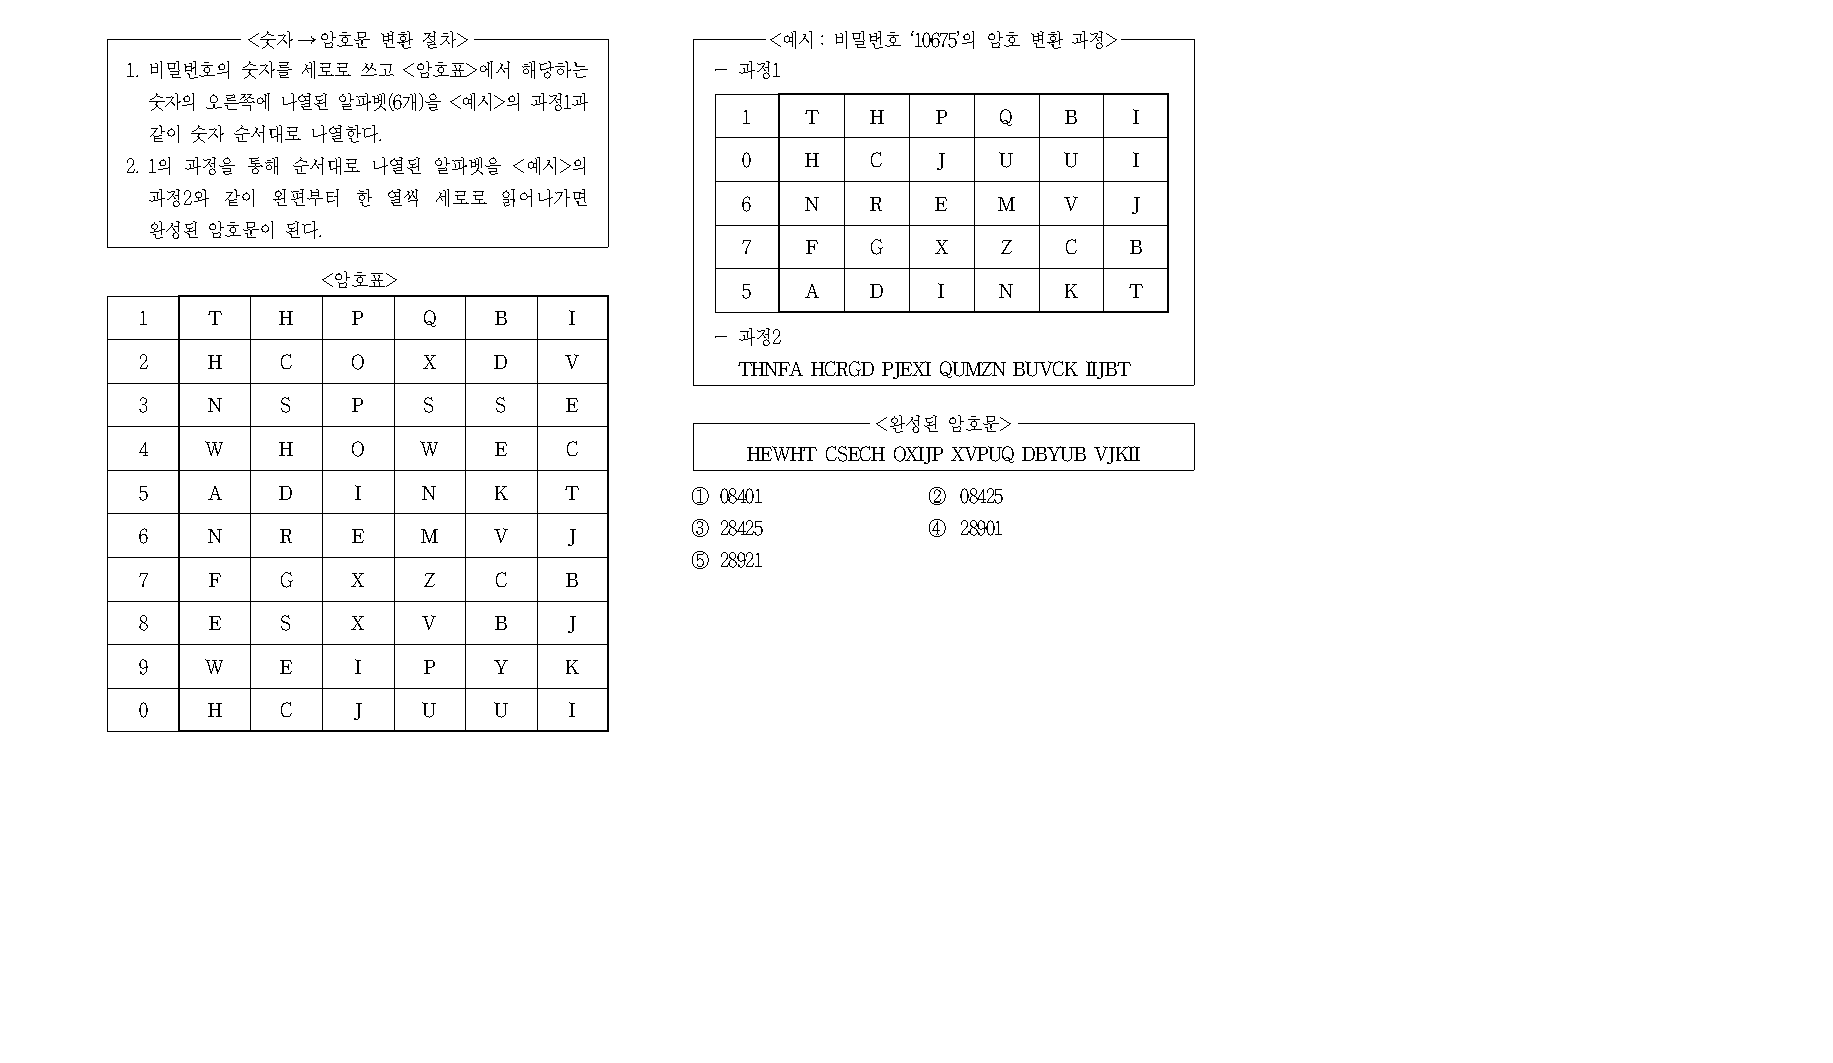 <숫자→암호문 변환 절차>
1. 비밀번호의 숫자를 세로로 쓰고 <암호표>에서 해당하는
숫자의 오른쪽에 나열된 알파벳(6개)을 <예시>의 과정1과
같이 숫자 순서대로 나열한다.
2. 1의 과정을 통해 순서대로 나열된 알파벳을 <예시>의
과정2와 같이 왼편부터 한 열씩 세로로 읽어나가면
완성된 암호문이 된다.
<암호표>
1 T H P Q B I
2 H C O X D V
3 N S P S S E
4 W H O W E C
5 A D I N K T
6 N R E M V J
7 F G X Z C B
8 E S X V B J
9 W E I P Y K
0 H C J U U I
<예시 : 비밀번호 ‘10675’의 암호 변환 과정>
- 과정1
1 T H P Q B I
0 H C J U U I
6 N R E M V J
7 F G X Z C B
5 A D I N K T
- 과정2
THNFA HCRGD PJEXI QUMZN BUVCK IIJBT
<완성된 암호문>
HEWHT CSECH OXIJP XVPUQ DBYUB VJKII
① 08401 ② 08425
③ 28425 ④ 28901
⑤ 28921